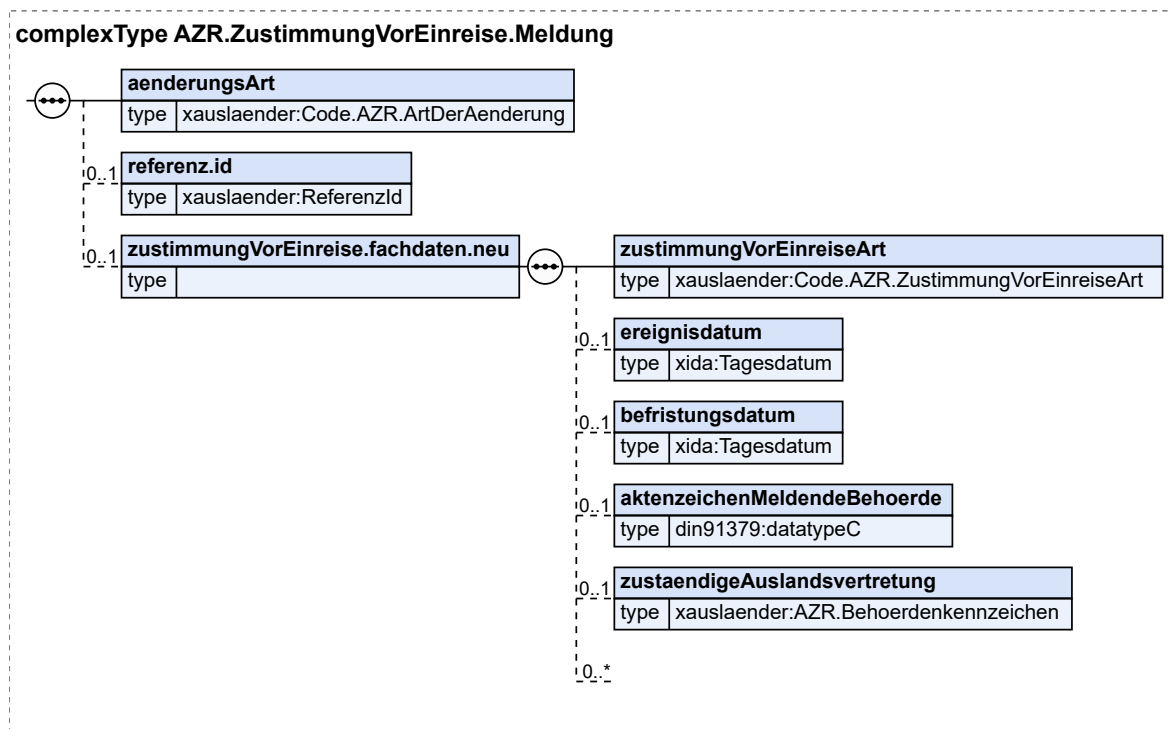 complexType AZR.ZustimmungVorEinreise.Meldung
aenderungsArt
type xauslaender:Code.AZR.ArtDerAenderung
0..1 referenz.id
type xauslaender:ReferenzId
0..1 zustimmungVorEinreise.fachdaten.neu
type
zustimmungVorEinreiseArt
type xauslaender:Code.AZR.ZustimmungVorEinreiseArt
0..1 ereignisdatum
type xida:Tagesdatum
0..1 befristungsdatum
type xida:Tagesdatum
0..1 aktenzeichenMeldendeBehoerde
type din91379:datatypeC
0..1 zustaendigeAuslandsvertretung
type xauslaender:AZR.Behoerdenkennzeichen
0..*